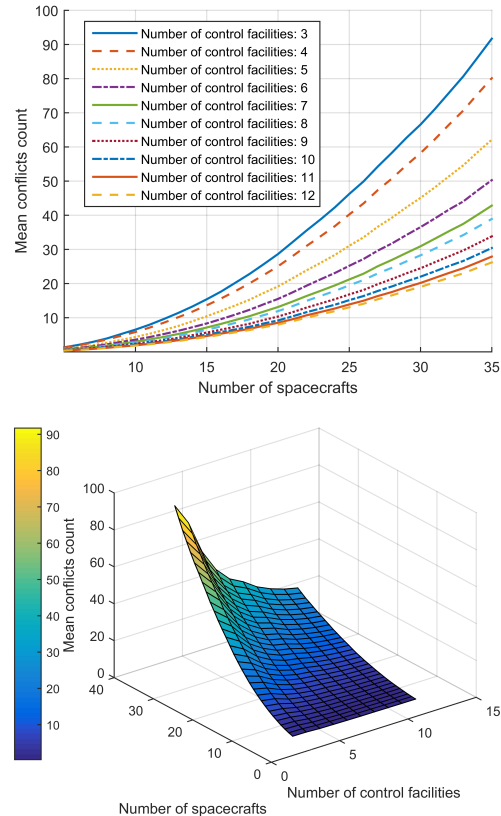 100
90
80
70
60
50
40
30
20
10
Mean conflicts count
Number of control facilities: 3
Number of control facilities: 4
Number of control facilities: 5
Number of control facilities: 6
Number of control facilities: 7
Number of control facilities: 8
Number of control facilities: 9
Number of control facilities: 10
Number of control facilities: 11
Number of control facilities: 12
10 15 20 25 30 35
Number of spacecrafts
90
80
70
60
50
40
30
20
10
Mean conflicts count
100
80
60
40
20
0
40
30
20
10
0
0
5
10
15
Number of control facilities
Number of spacecrafts